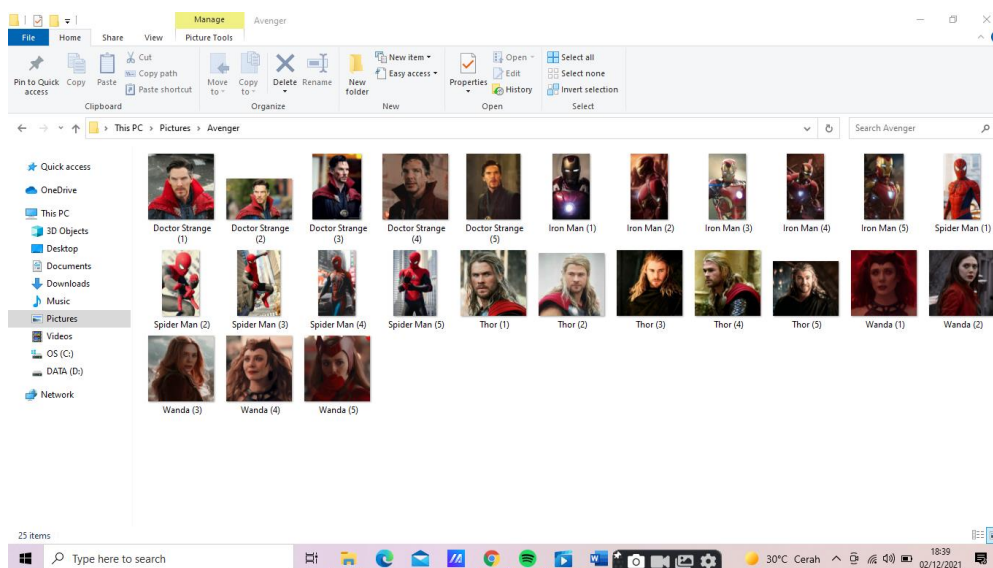 Manage
Avenger
File
Home
Share
View
Picture Tools
Pin to Quick
access
Copy
Paste
Cut
Copy path
Paste shortcut
Clipboard
Move
to
Copy
to
Delete
Rename
Organize
New
folder
New item
Easy access
New
Properties
Open
Edit
History
Open
Select all
Select none
Invert selection
Select
This PC > Pictures > Avenger
Search Avenger
Quick access
OneDrive
This PC
3D Objects
Desktop
Documents
Downloads
Music
Pictures
Videos
OS (C:)
DATA (D:)
Network
Doctor Strange
(1)
Doctor Strange
(2)
Doctor Strange
(3)
Doctor Strange
(4)
Doctor Strange
(5)
Iron Man (1)
Iron Man (2)
Iron Man (3)
Iron Man (4)
Iron Man (5)
Spider Man (1)
Spider Man (2)
Spider Man (3)
Spider Man (4)
Spider Man (5)
Thor (1)
Thor (2)
Thor (3)
Thor (4)
Thor (5)
Wanda (1)
Wanda (2)
Wanda (3)
Wanda (4)
Wanda (5)
25 items
Type here to search
30°C Cerah
18:39
02/12/2021